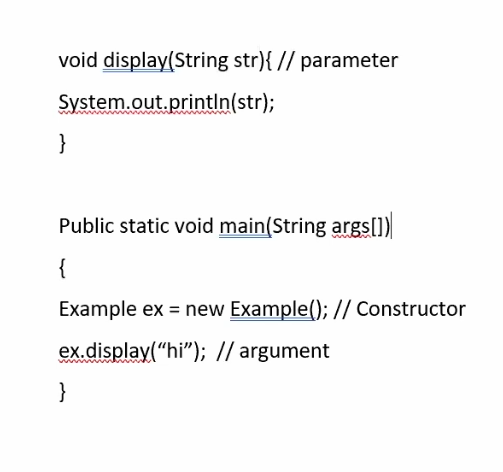 void display(String str){ // parameter
System.out.println(str);
}
Public static void main(String args[])
{
Example ex = new Example(); // Constructor
ex.display(“hi”);  // argument
}